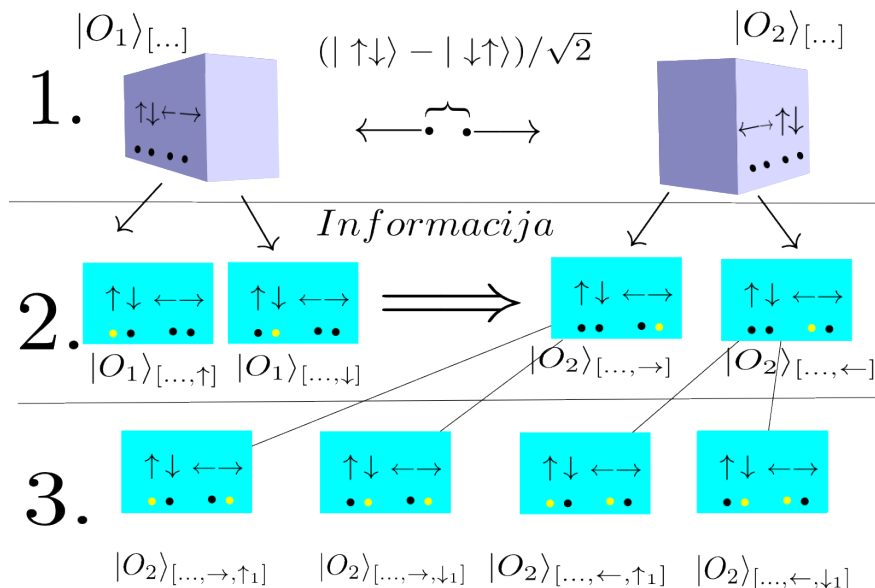 |O₁⟩[...]
(| ↑↓⟩ − | ↓↑⟩)/√2
|O₂⟩[...]
1.
↑↓←→
←→↑↓
Informacija
2.
↑↓ ←→
↑↓ ←→
↑↓ ←→
↑↓ ←→
|O₁⟩[...,↑]
|O₁⟩[...,↓]
|O₂⟩[...,→]
|O₂⟩[...,←]
3.
↑↓ ←→
↑↓ ←→
↑↓ ←→
↑↓ ←→
|O₂⟩[...,→,↑₁]
|O₂⟩[...,→,↓₁]
|O₂⟩[...,←,↑₁]
|O₂⟩[...,←,↓₁]